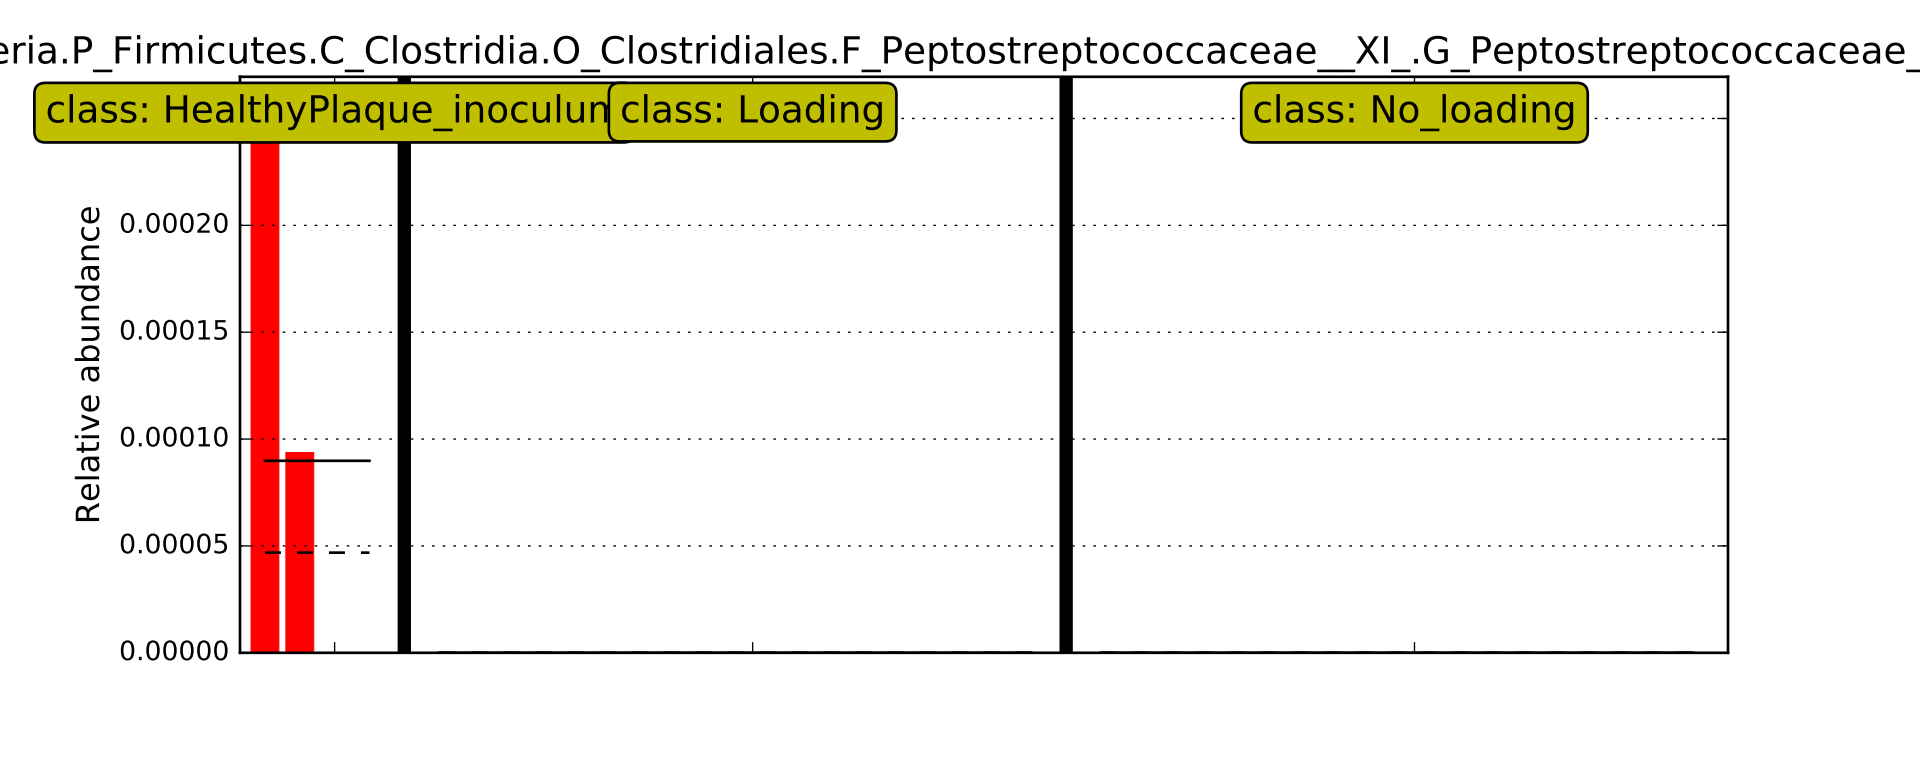 eria.P_Firmicutes.C_Clostridia.O_Clostridiales.F_Peptostreptococcaceae__XI_.G_Peptostreptococcaceae_
class: HealthyPlaque_inoculum
class: Loading
class: No_loading
Relative abundance
0.00020
0.00015
0.00010
0.00005
0.00000